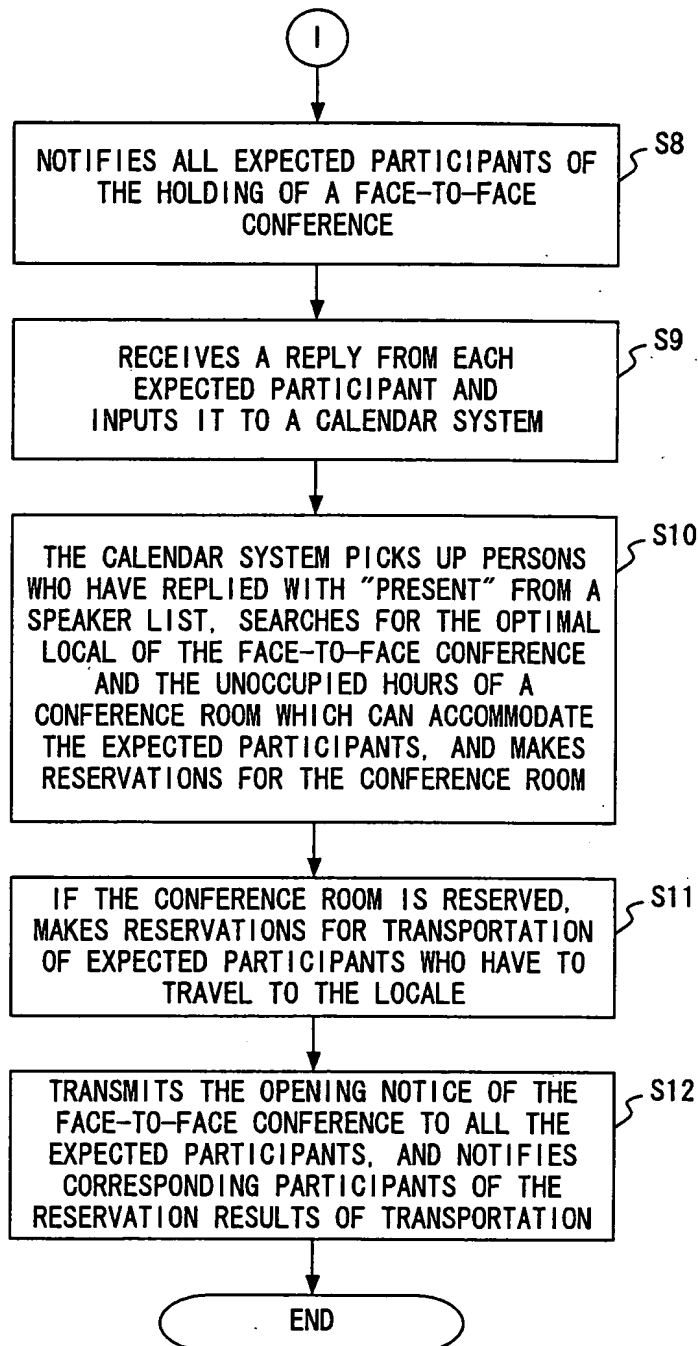 I
S8
NOTIFIES ALL EXPECTED PARTICIPANTS OF
THE HOLDING OF A FACE-TO-FACE
CONFERENCE
S9
RECEIVES A REPLY FROM EACH
EXPECTED PARTICIPANT AND
INPUTS IT TO A CALENDAR SYSTEM
S10
THE CALENDAR SYSTEM PICKS UP PERSONS
WHO HAVE REPLIED WITH "PRESENT" FROM A
SPEAKER LIST, SEARCHES FOR THE OPTIMAL
LOCAL OF THE FACE-TO-FACE CONFERENCE
AND THE UNOCCUPIED HOURS OF A
CONFERENCE ROOM WHICH CAN ACCOMMODATE
THE EXPECTED PARTICIPANTS, AND MAKES
RESERVATIONS FOR THE CONFERENCE ROOM
S11
IF THE CONFERENCE ROOM IS RESERVED,
MAKES RESERVATIONS FOR TRANSPORTATION
OF EXPECTED PARTICIPANTS WHO HAVE TO
TRAVEL TO THE LOCALE
S12
TRANSMITS THE OPENING NOTICE OF THE
FACE-TO-FACE CONFERENCE TO ALL THE
EXPECTED PARTICIPANTS, AND NOTIFIES
CORRESPONDING PARTICIPANTS OF THE
RESERVATION RESULTS OF TRANSPORTATION
END